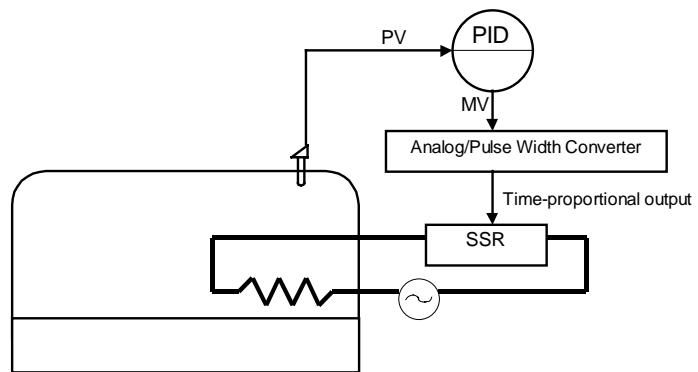 PV
PID
MV
Analog/Pulse Width Converter
Time-proportional output
SSR